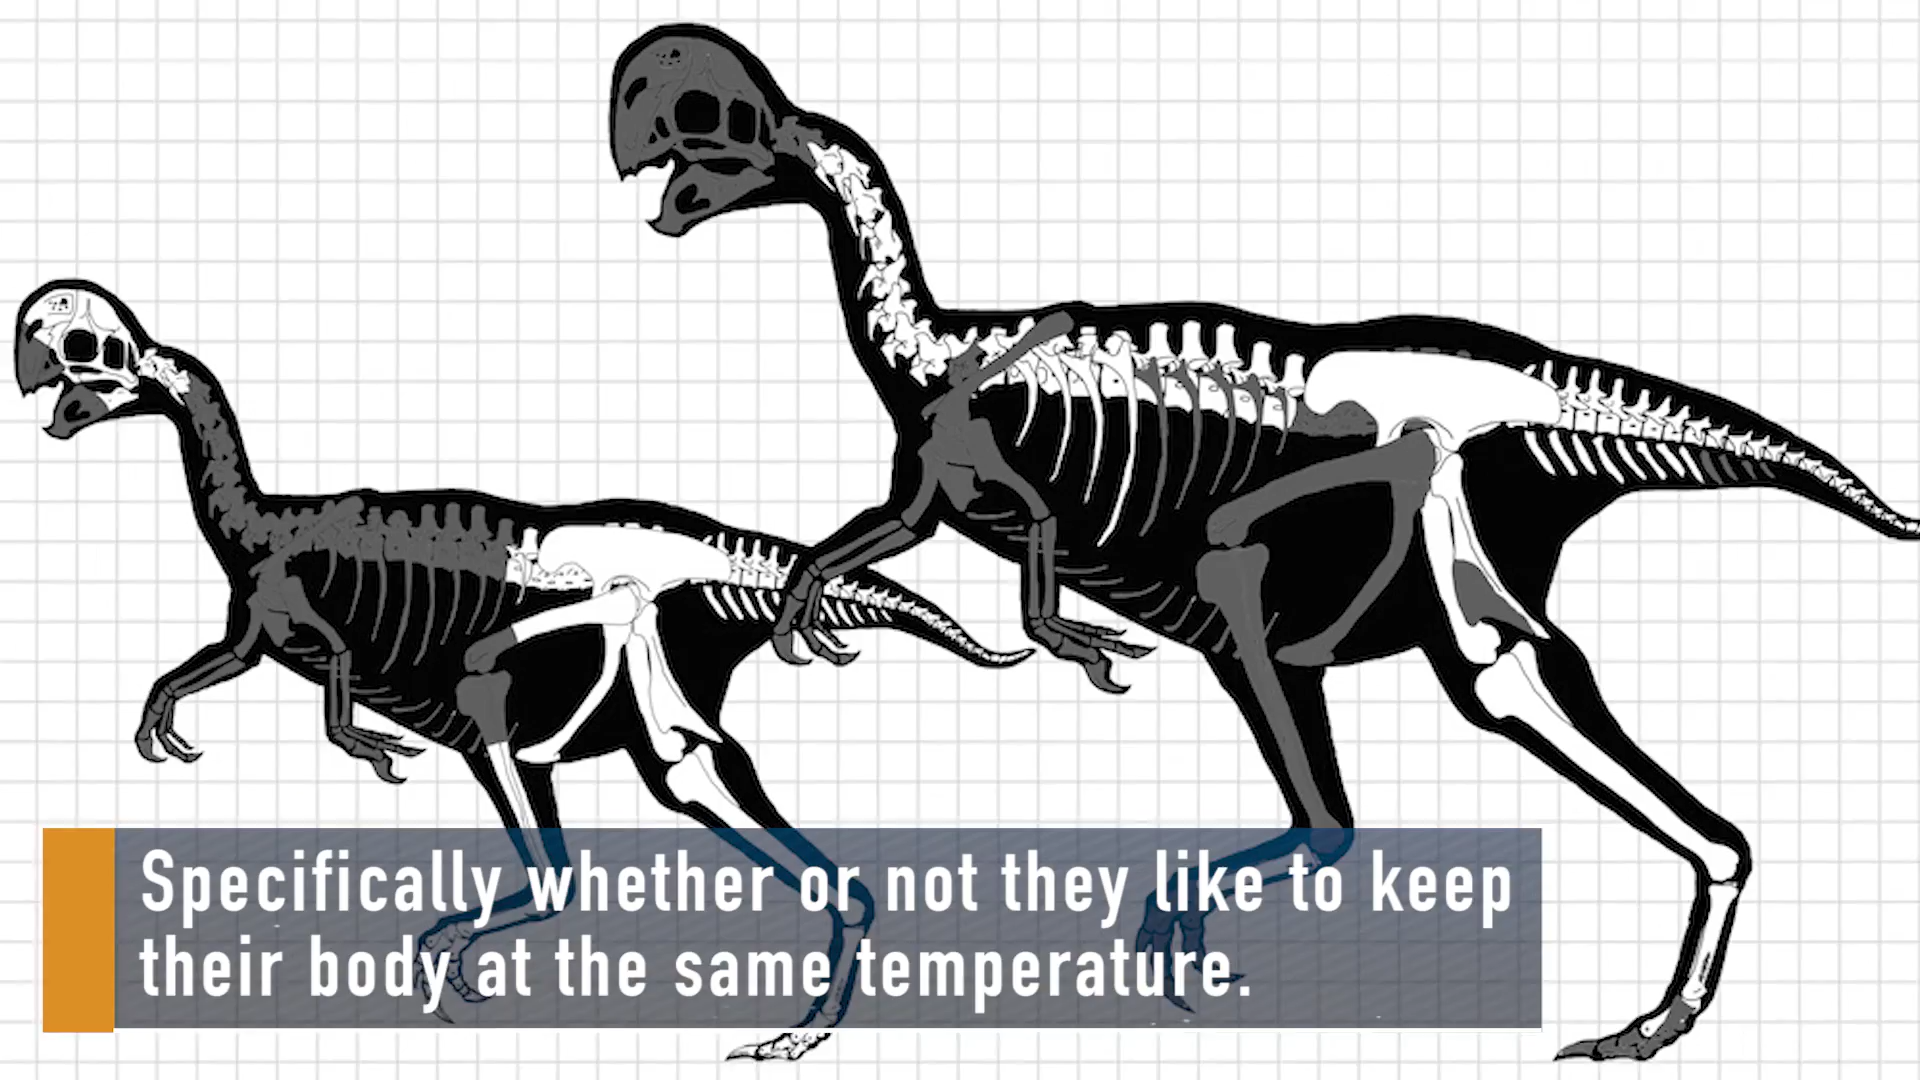 Specifically whether or not they like to keep
their body at the same temperature.